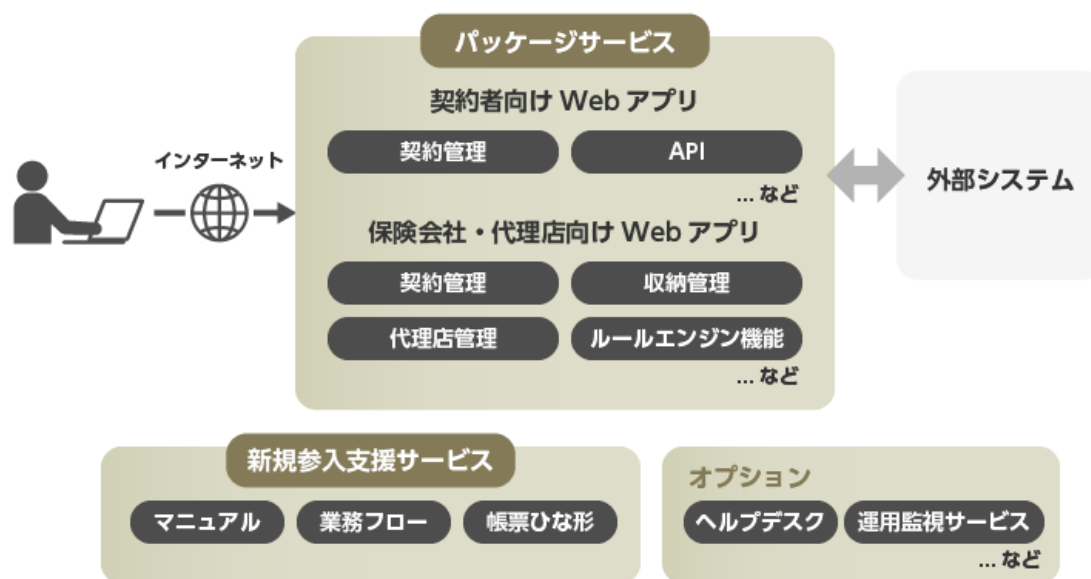 パッケージサービス
契約者向け Web アプリ
契約管理
API
... など
インターネット
外部システム
保険会社・代理店向け Web アプリ
契約管理
収納管理
代理店管理
ルールエンジン機能
... など
新規参入支援サービス
マニュアル
業務フロー
帳票ひな形
オプション
ヘルプデスク
運用監視サービス
... など